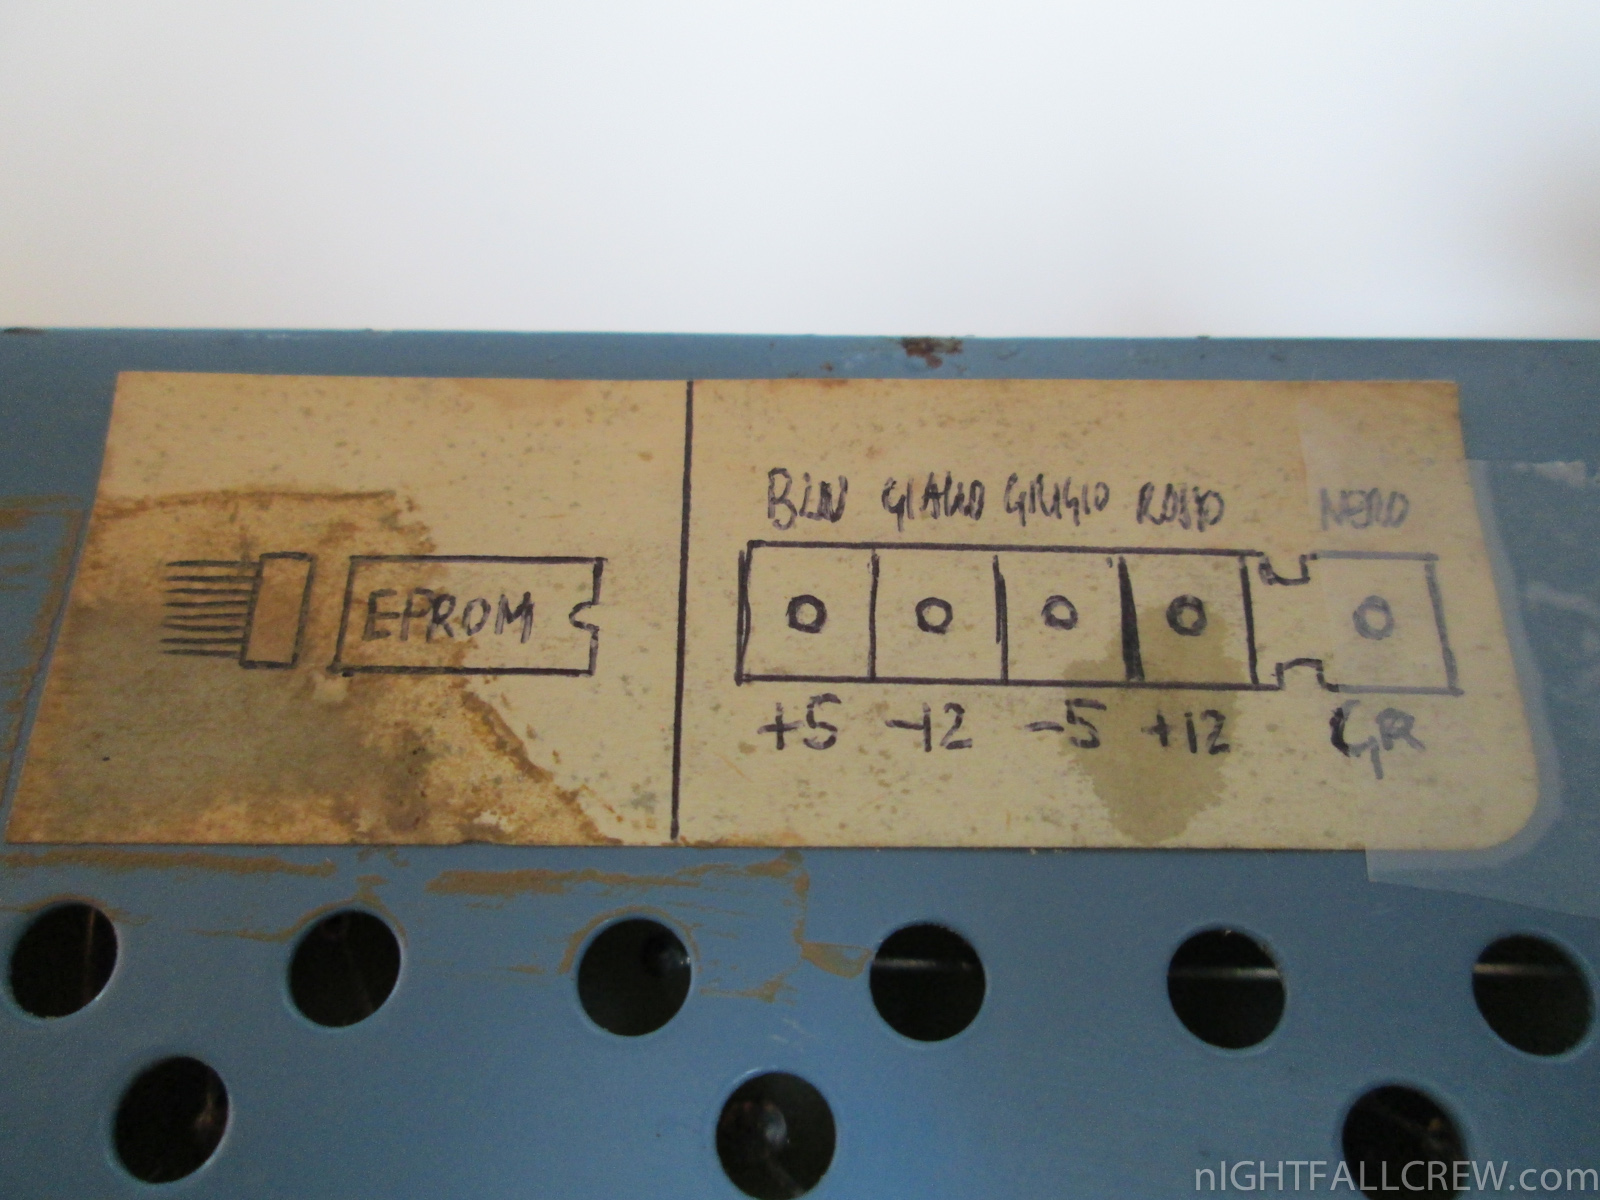 BLU GIALLO GRIGIO ROSSO NERO
EPROM
+5 -12 -5 +12 GR
nIGHTFALLCREW.com